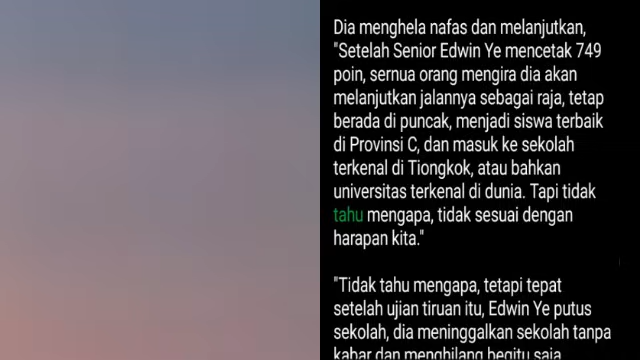 Dia menghela nafas dan melanjutkan,
"Setelah Senior Edwin Ye mencetak 749
poin, sernua orang mengira dia akan
melanjutkan jalannya sebagai raja, tetap
berada di puncak, menjadi siswa terbaik
di Provinsi C, dan masuk ke sekolah
terkenal di Tiongkok, atau bahkan
universitas terkenal di dunia. Tapi tidak
tahu mengapa, tidak sesuai dengan
harapan kita."
"Tidak tahu mengapa, tetapi tepat
setelah ujian tiruan itu, Edwin Ye putus
sekolah, dia meninggalkan sekolah tanpa
kabar dan menghilang begitu saja